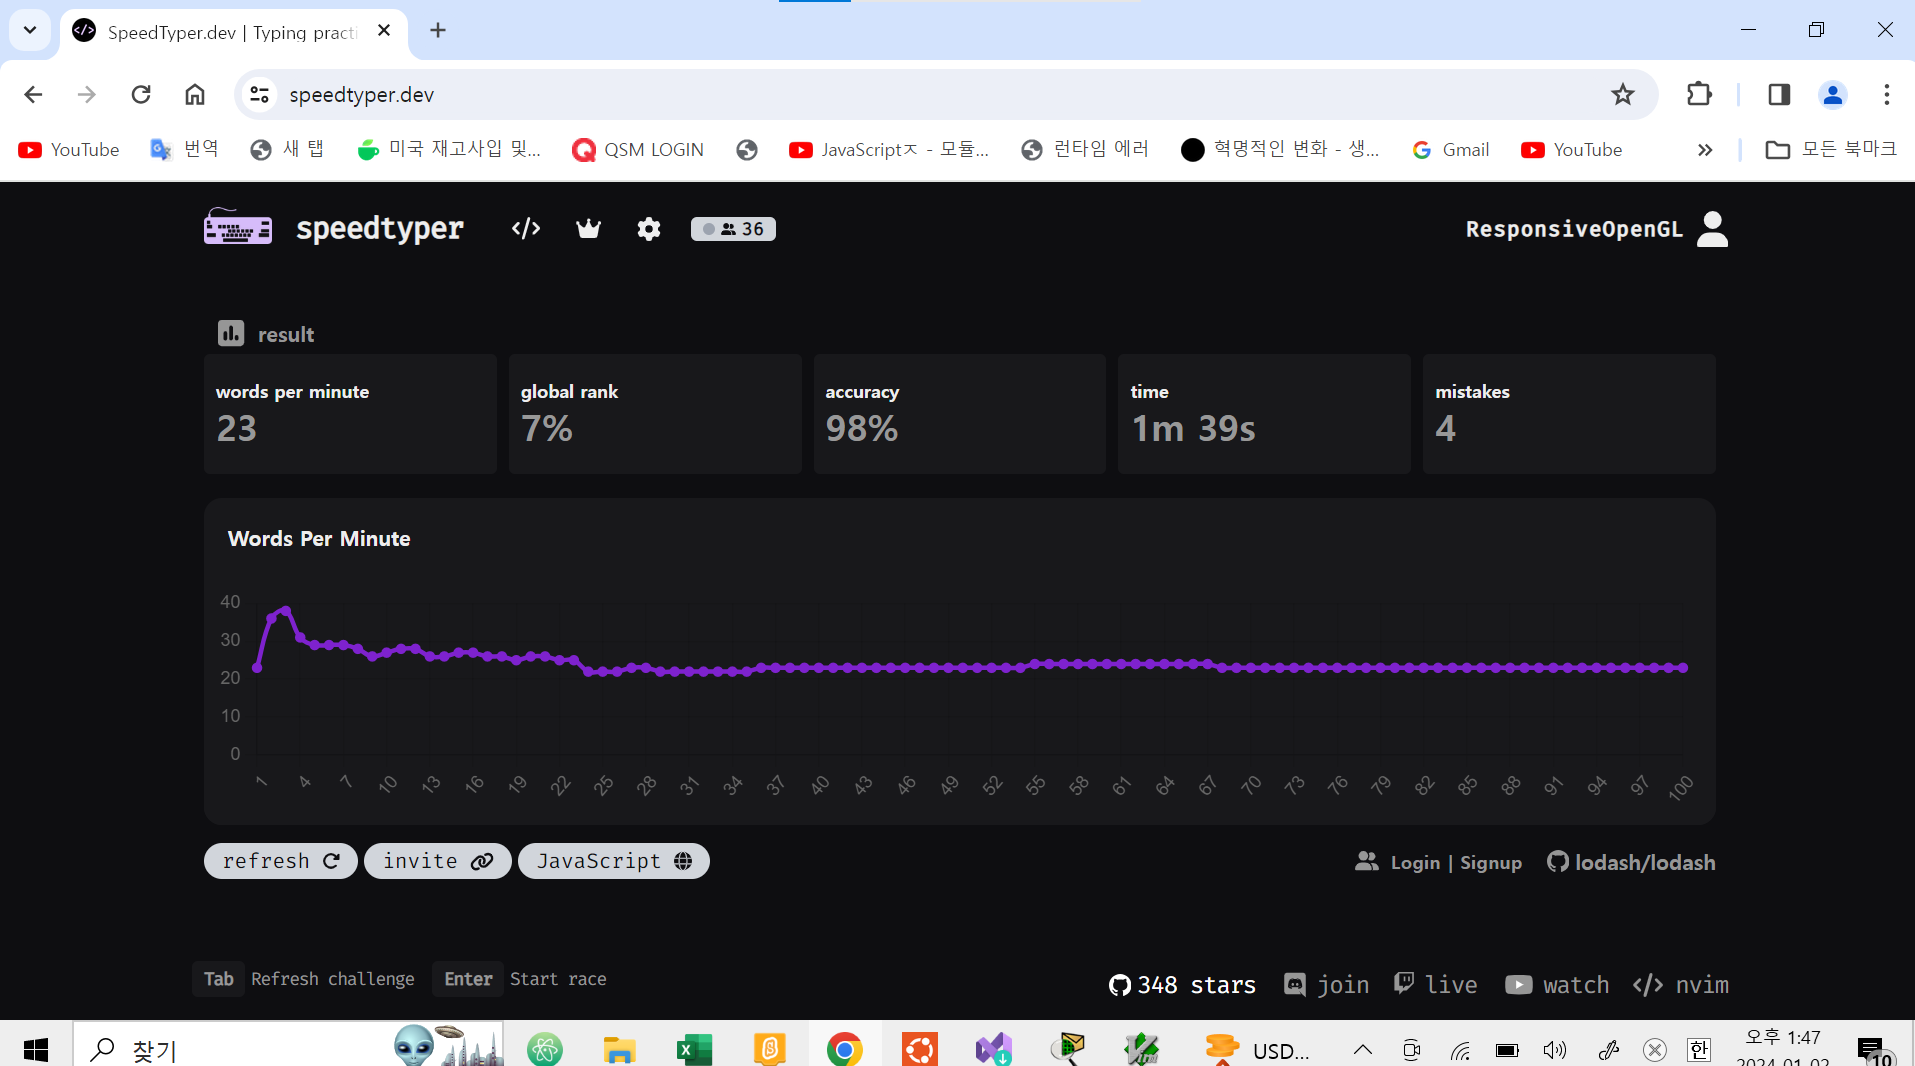 SpeedTyper.dev | Typing practi
speedtyper.dev
YouTube 번역 새 탭 미국 재고사입 및... QSM LOGIN JavaScriptㅈ - 모듈... 런타임 에러 혁명적인 변화 - 생... Gmail YouTube » 모든 북마크
speedtyper </> 36 ResponsiveOpenGL
result
words per minute global rank accuracy time mistakes
23 7% 98% 1m 39s 4
Words Per Minute
40
30
20
10
0
1 4 7 10 13 16 19 22 25 28 31 34 37 40 43 46 49 52 55 58 61 64 67 70 73 76 79 82 85 88 91 94 97 100
refresh invite JavaScript Login | Signup lodash/lodash
Tab Refresh challenge Enter Start race 348 stars join live watch </> nvim
찾기 USD... 한 오후 1:47
2024-01-02 10